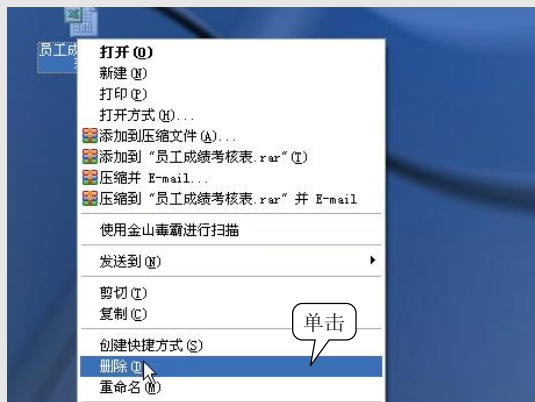 员工成
打开(O)
新建(N)
打印(P)
打开方式(H)...
添加到压缩文件(A)...
添加到 "员工成绩考核表.rar"(T)
压缩并 E-mail...
压缩到 "员工成绩考核表.rar" 并 E-mail
使用金山毒霸进行扫描
发送到(N)
剪切(T)
复制(C)
单击
创建快捷方式(S)
删除(D)
重命名(M)